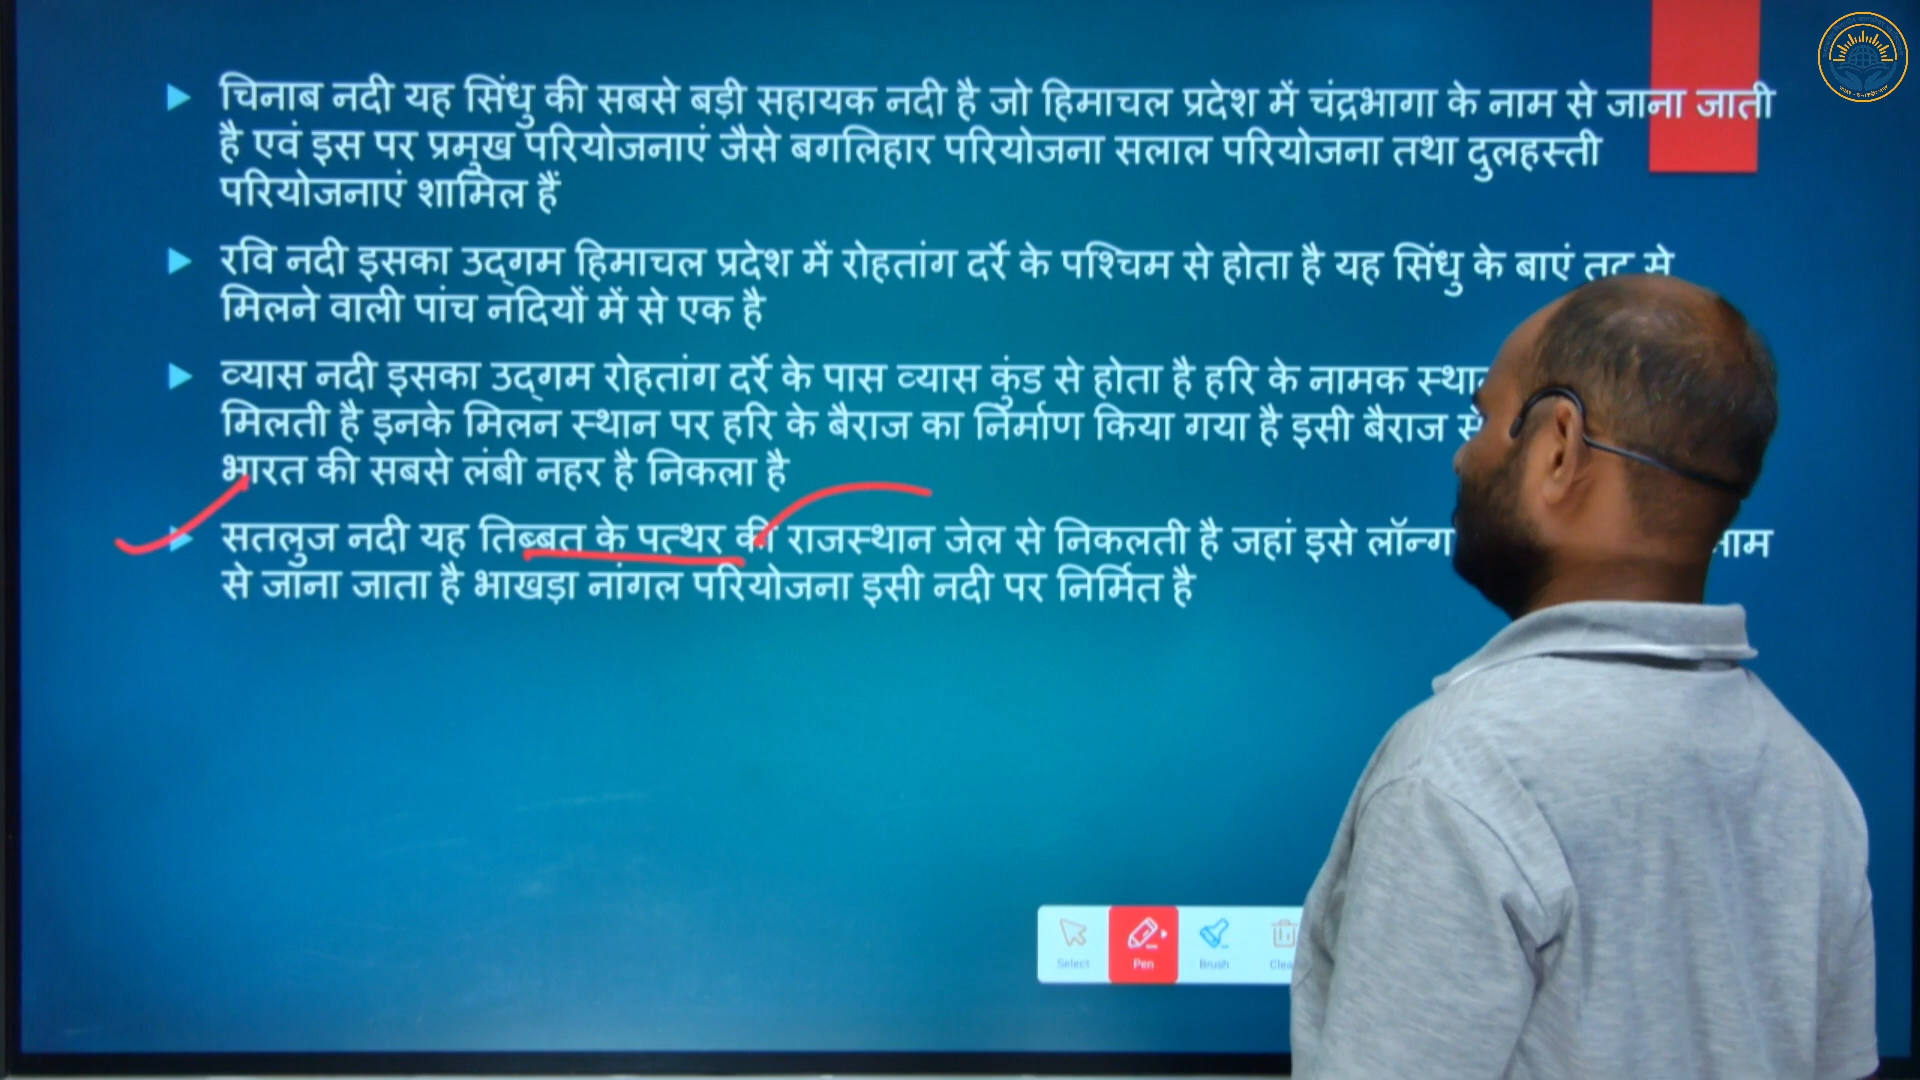 चिनाब नदी यह सिंधु की सबसे बड़ी सहायक नदी है जो हिमाचल प्रदेश में चंद्रभागा के नाम से जाना जाती
है एवं इस पर प्रमुख परियोजनाएं जैसे बगलिहार परियोजना सलाल परियोजना तथा दुलहस्ती
परियोजनाएं शामिल हैं
रवि नदी इसका उद्गम हिमाचल प्रदेश में रोहतांग दर्रे के पश्चिम से होता है यह सिंधु के बाएं तट से
मिलने वाली पांच नदियों में से एक है
व्यास नदी इसका उद्गम रोहतांग दर्रे के पास व्यास कुंड से होता है हरि के नामक
मिलती है इनके मिलन स्थान पर हरि के बैराज का निर्माण किया गया है इसी बैराज से
भारत की सबसे लंबी नहर है निकला है
सतलुज नदी यह तिब्बत के पत्थर की राजस्थान जेल से निकलती है जहां इसे
से जाना जाता है भाखड़ा नांगल परियोजना इसी नदी पर निर्मित है
Select Pen Brush